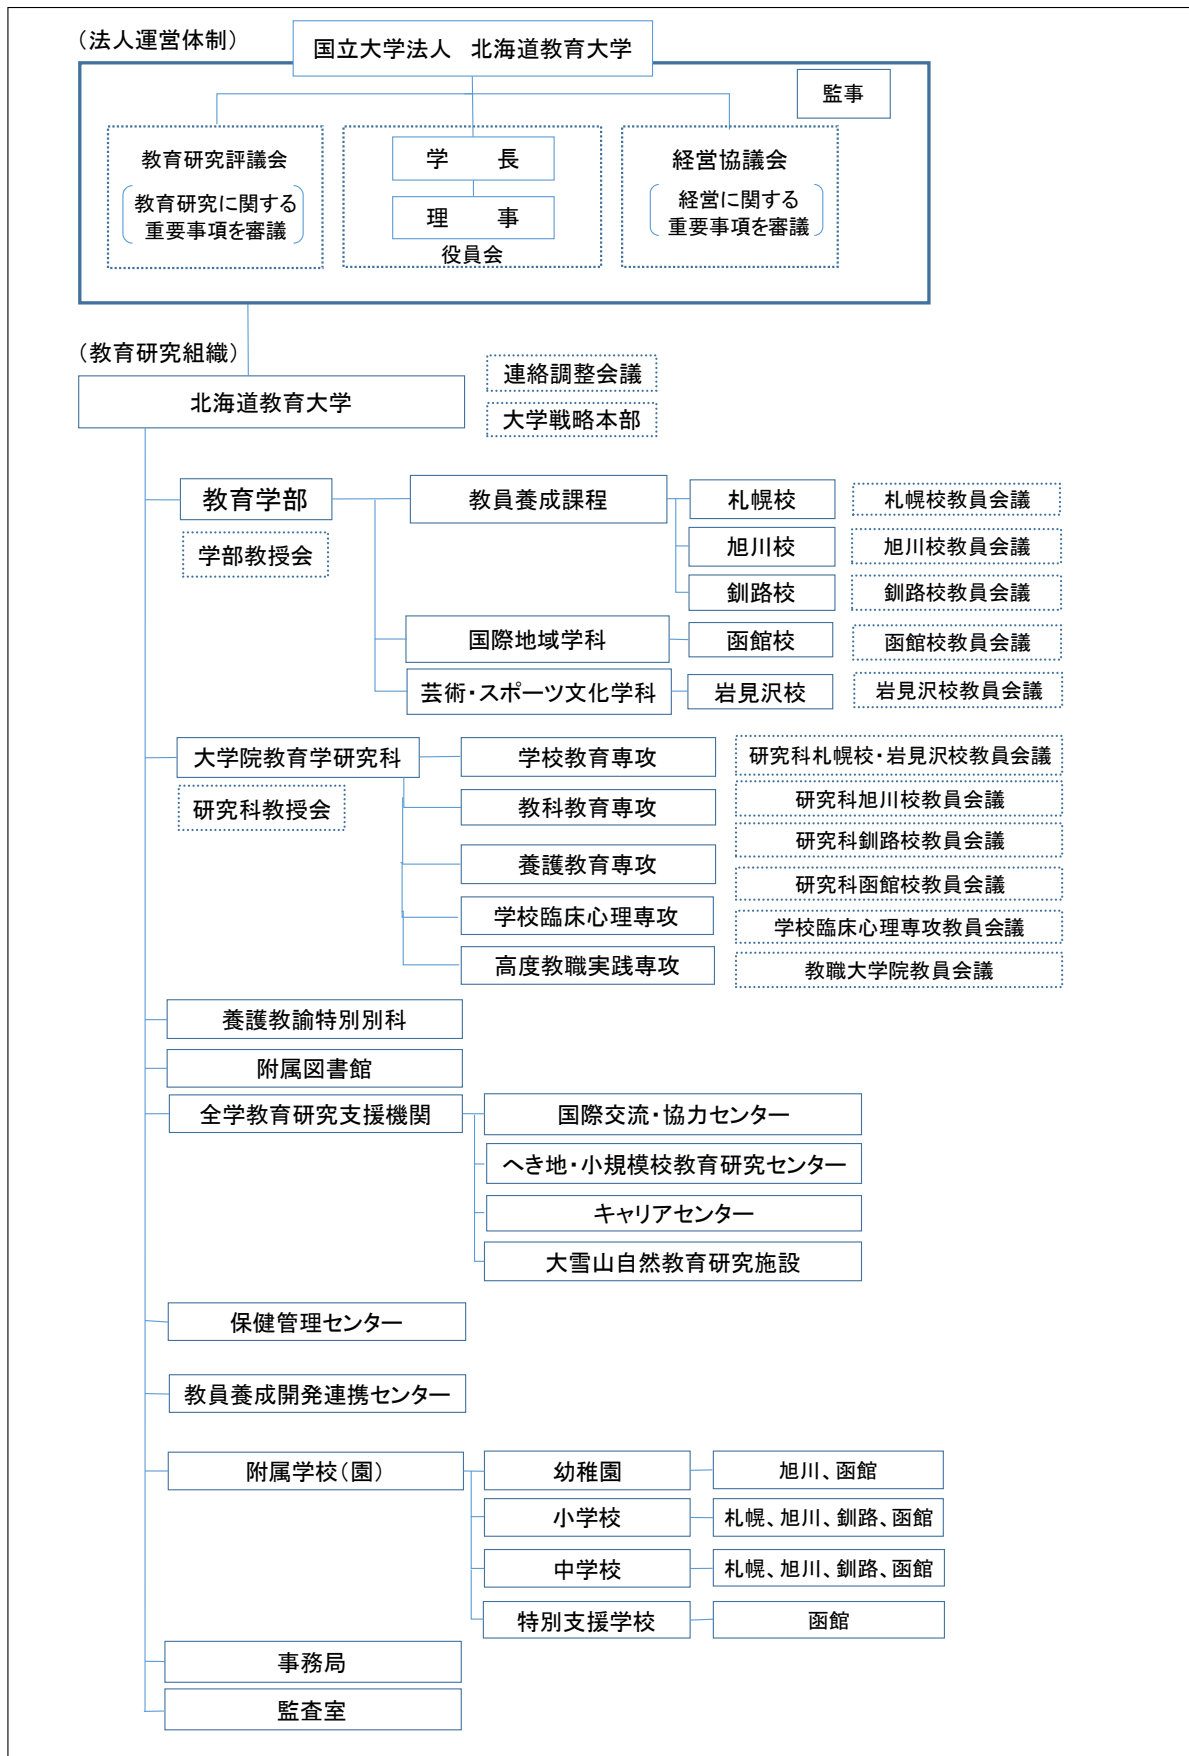 （法人運営体制）
国立大学法人　北海道教育大学
監事
教育研究評議会
教育研究に関する
重要事項を審議
学　　長
理　　事
役員会
経営協議会
経営に関する
重要事項を審議
（教育研究組織）
北海道教育大学
連絡調整会議
大学戦略本部
教育学部
学部教授会
教員養成課程
札幌校
札幌校教員会議
旭川校
旭川校教員会議
釧路校
釧路校教員会議
国際地域学科
函館校
函館校教員会議
芸術・スポーツ文化学科
岩見沢校
岩見沢校教員会議
大学院教育学研究科
研究科教授会
学校教育専攻
研究科札幌校・岩見沢校教員会議
教科教育専攻
研究科旭川校教員会議
研究科釧路校教員会議
養護教育専攻
研究科函館校教員会議
学校臨床心理専攻
学校臨床心理専攻教員会議
高度教職実践専攻
教職大学院教員会議
養護教諭特別別科
附属図書館
全学教育研究支援機関
国際交流・協力センター
へき地・小規模校教育研究センター
キャリアセンター
大雪山自然教育研究施設
保健管理センター
教員養成開発連携センター
附属学校（園）
幼稚園
旭川、函館
小学校
札幌、旭川、釧路、函館
中学校
札幌、旭川、釧路、函館
特別支援学校
函館
事務局
監査室